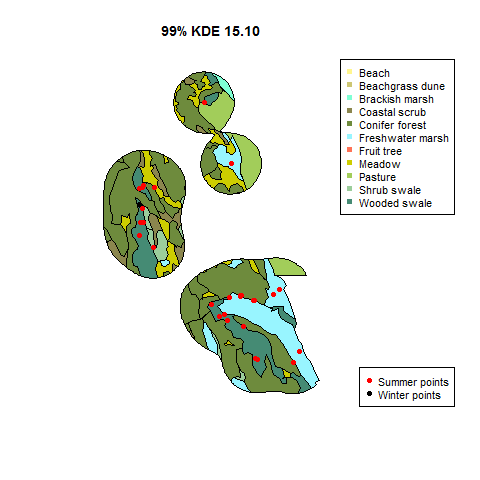 99% KDE 15.10
Beach
Beachgrass dune
Brackish marsh
Coastal scrub
Conifer forest
Freshwater marsh
Fruit tree
Meadow
Pasture
Shrub swale
Wooded swale
Summer points
Winter points